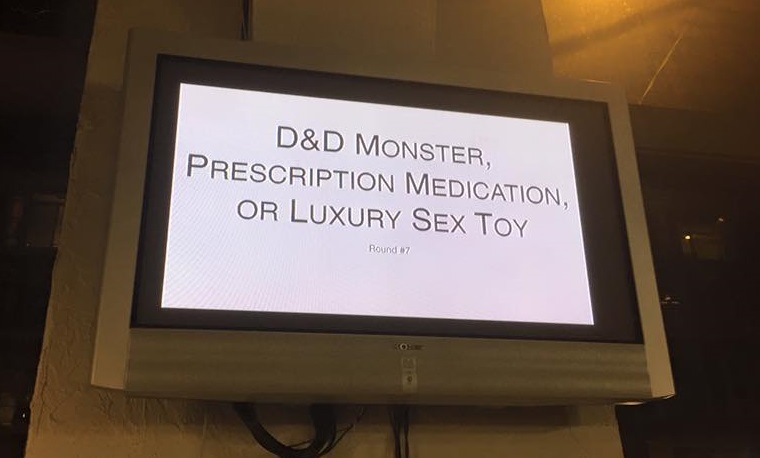 D&D MONSTER,
PRESCRIPTION MEDICATION,
OR LUXURY SEX TOY
Round #7